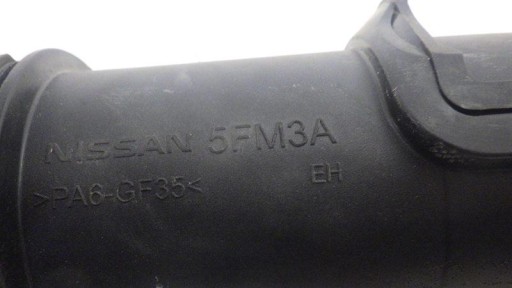 NISSAN 5FM3A
>PA6-GF35< EH